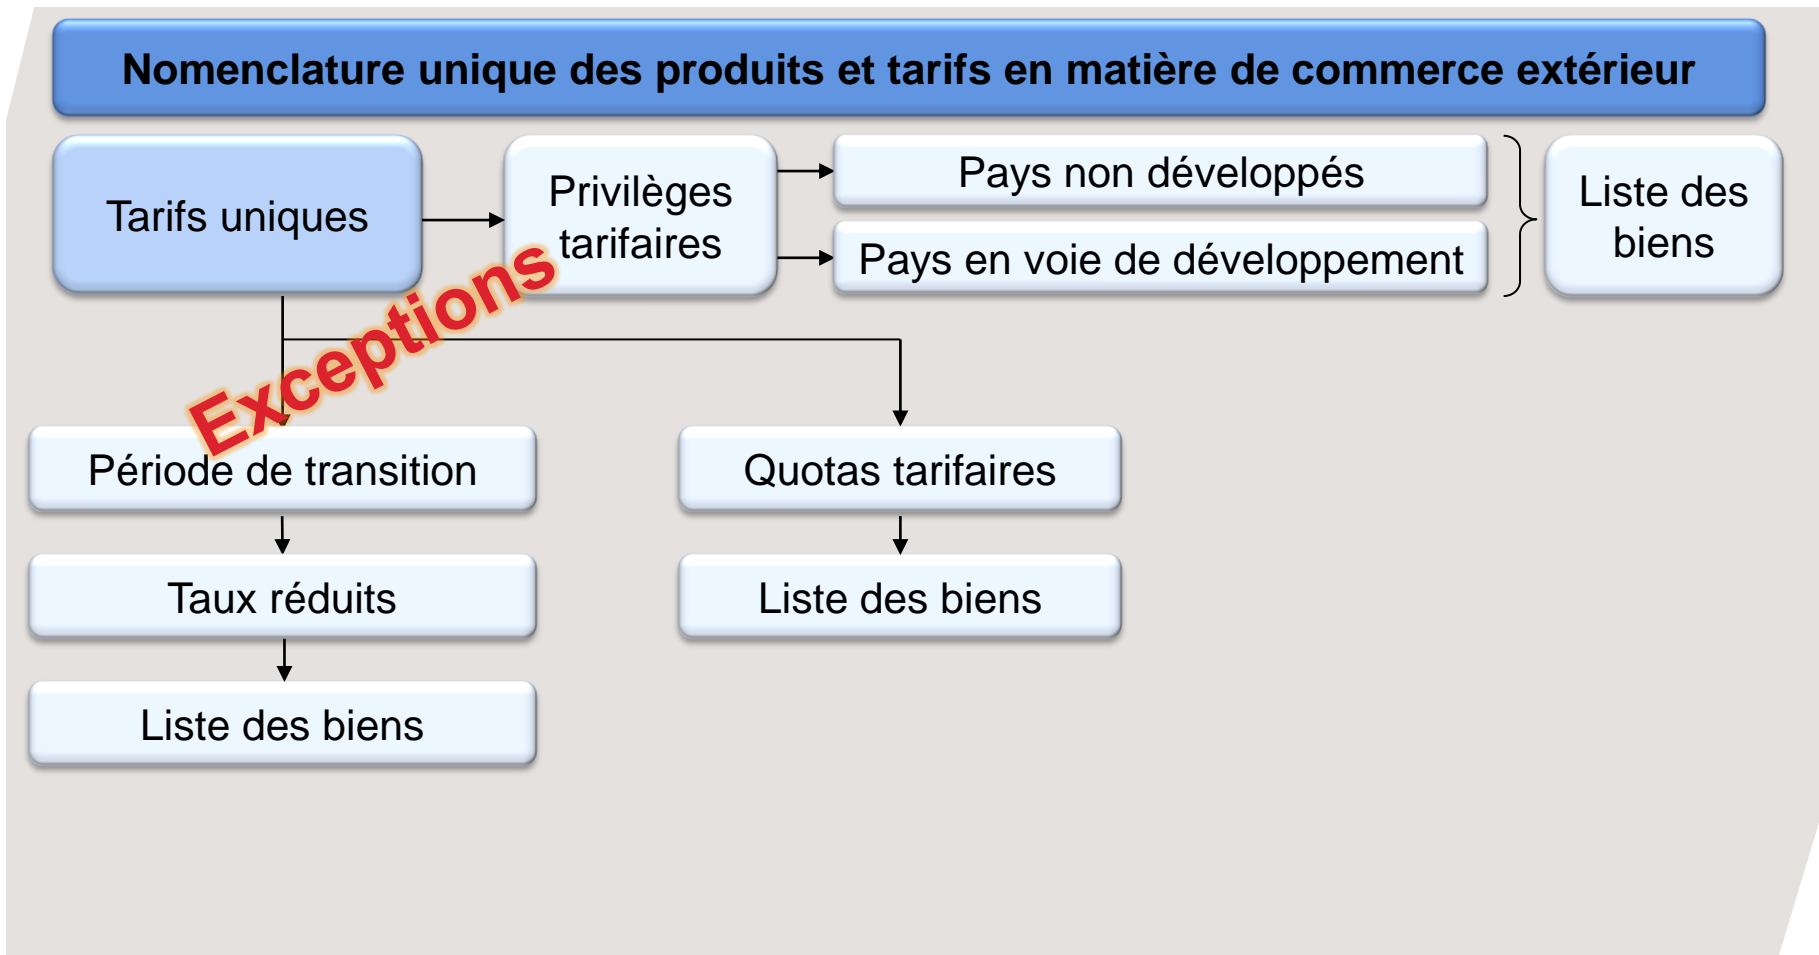 Nomenclature unique des produits et tarifs en matière de commerce extérieur
Tarifs uniques
Privilèges
tarifaires
Pays non développés
Pays en voie de développement
Liste des
biens
Exceptions
Période de transition
Quotas tarifaires
Taux réduits
Liste des biens
Liste des biens